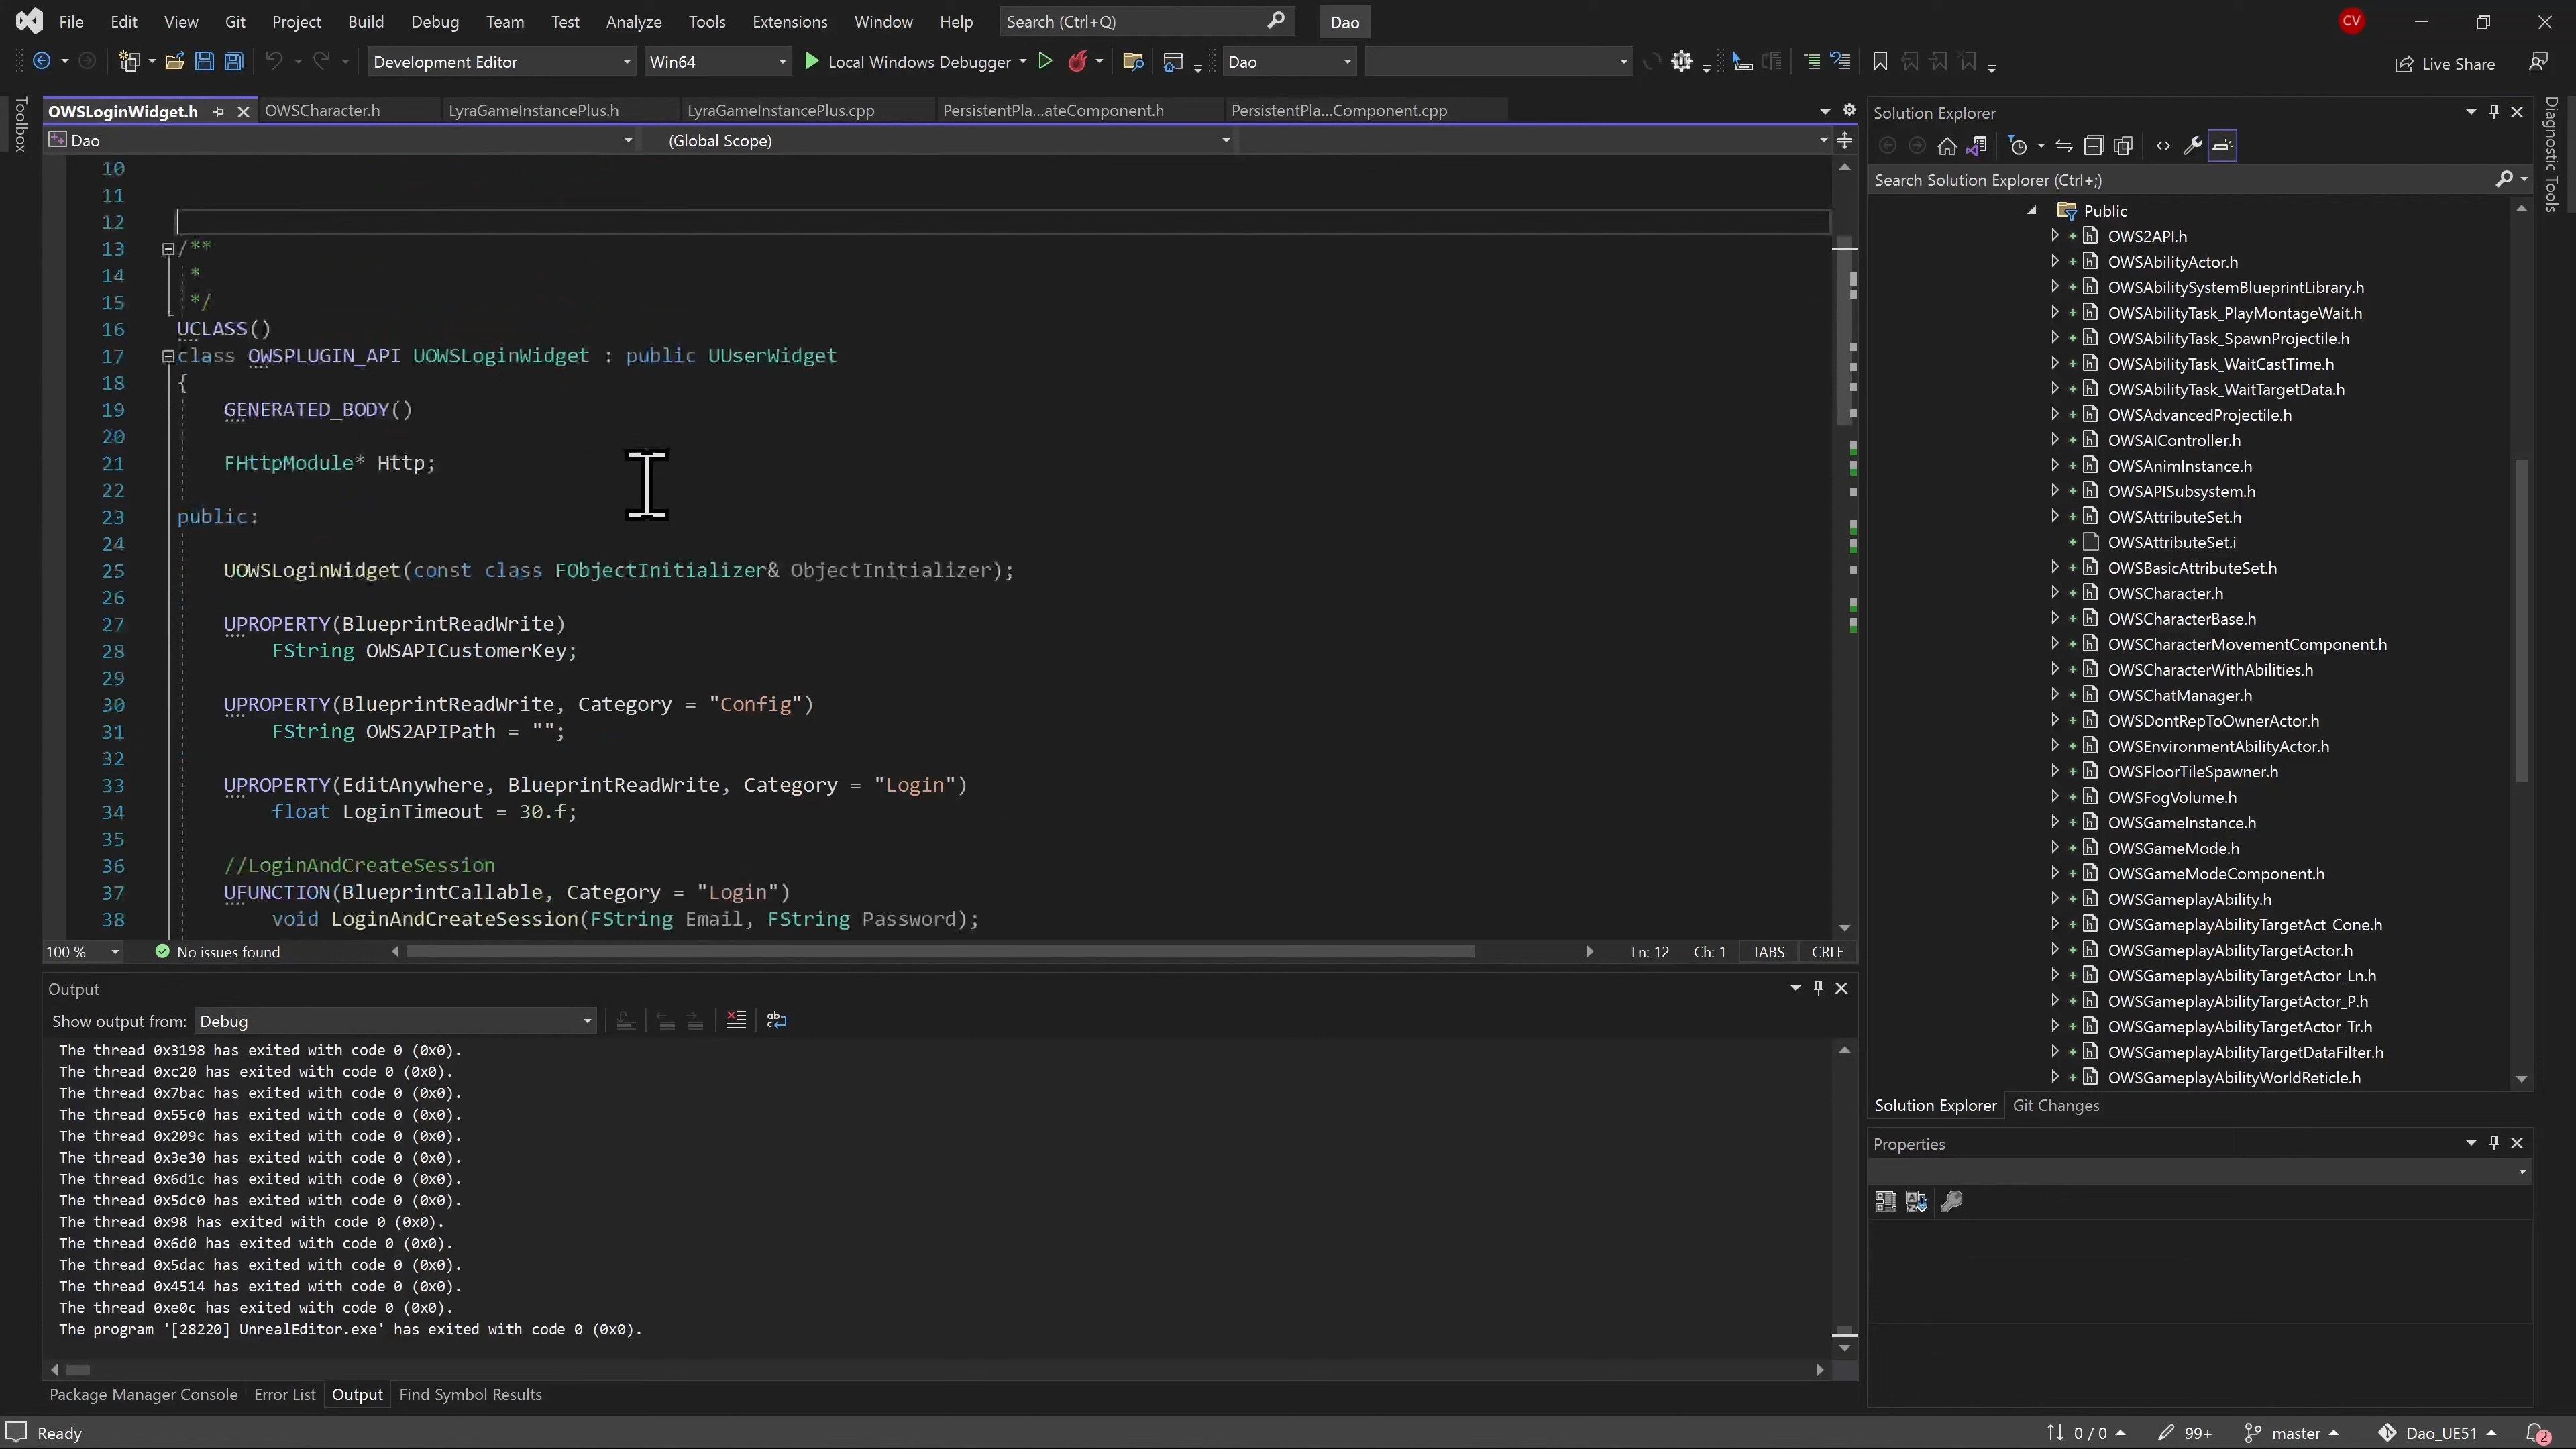 File Edit View Git Project Build Debug Team Test Analyze Tools Extensions Window Help Search (Ctrl+Q) Dao CV
Development Editor Win64 Local Windows Debugger Dao Live Share
Toolbox
OWSLoginWidget.h OWSCharacter.h LyraGameInstancePlus.h LyraGameInstancePlus.cpp PersistentPla...ateComponent.h PersistentPla...Component.cpp
Dao (Global Scope)
10
11
12
13 /**
14 *
15 */
16 UCLASS()
17 class OWSPLUGIN_API UOWSLoginWidget : public UUserWidget
18 {
19 GENERATED_BODY()
20
21 FHttpModule* Http;
22
23 public:
24
25 UOWSLoginWidget(const class FObjectInitializer& ObjectInitializer);
26
27 UPROPERTY(BlueprintReadWrite)
28 FString OWSAPICustomerKey;
29
30 UPROPERTY(BlueprintReadWrite, Category = "Config")
31 FString OWS2APIPath = "";
32
33 UPROPERTY(EditAnywhere, BlueprintReadWrite, Category = "Login")
34 float LoginTimeout = 30.f;
35
36 //LoginAndCreateSession
37 UFUNCTION(BlueprintCallable, Category = "Login")
38 void LoginAndCreateSession(FString Email, FString Password);
100 % No issues found Ln: 12 Ch: 1 TABS CRLF
Output
Show output from: Debug
The thread 0x3198 has exited with code 0 (0x0).
The thread 0xc20 has exited with code 0 (0x0).
The thread 0x7bac has exited with code 0 (0x0).
The thread 0x55c0 has exited with code 0 (0x0).
The thread 0x209c has exited with code 0 (0x0).
The thread 0x3e30 has exited with code 0 (0x0).
The thread 0x6d1c has exited with code 0 (0x0).
The thread 0x5dc0 has exited with code 0 (0x0).
The thread 0x98 has exited with code 0 (0x0).
The thread 0x6d0 has exited with code 0 (0x0).
The thread 0x5dac has exited with code 0 (0x0).
The thread 0x4514 has exited with code 0 (0x0).
The thread 0xe0c has exited with code 0 (0x0).
The program '[28220] UnrealEditor.exe' has exited with code 0 (0x0).
Package Manager Console Error List Output Find Symbol Results
Solution Explorer
Search Solution Explorer (Ctrl+;)
Public
OWS2API.h
OWSAbilityActor.h
OWSAbilitySystemBlueprintLibrary.h
OWSAbilityTask_PlayMontageWait.h
OWSAbilityTask_SpawnProjectile.h
OWSAbilityTask_WaitCastTime.h
OWSAbilityTask_WaitTargetData.h
OWSAdvancedProjectile.h
OWSAIController.h
OWSAnimInstance.h
OWSAPISubsystem.h
OWSAttributeSet.h
OWSAttributeSet.i
OWSBasicAttributeSet.h
OWSCharacter.h
OWSCharacterBase.h
OWSCharacterMovementComponent.h
OWSCharacterWithAbilities.h
OWSChatManager.h
OWSDontRepToOwnerActor.h
OWSEnvironmentAbilityActor.h
OWSFloorTileSpawner.h
OWSFogVolume.h
OWSGameInstance.h
OWSGameMode.h
OWSGameModeComponent.h
OWSGameplayAbility.h
OWSGameplayAbilityTargetAct_Cone.h
OWSGameplayAbilityTargetActor.h
OWSGameplayAbilityTargetActor_Ln.h
OWSGameplayAbilityTargetActor_P.h
OWSGameplayAbilityTargetActor_Tr.h
OWSGameplayAbilityTargetDataFilter.h
OWSGameplayAbilityWorldReticle.h
Solution Explorer Git Changes
Properties
Diagnostic Tools
Ready 0 / 0 99+ master Dao_UE51 2